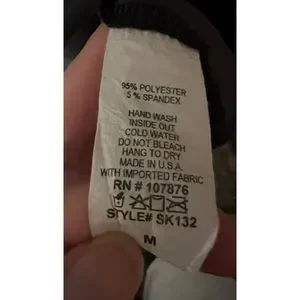 95% POLYESTER
5% SPANDEX
HAND WASH
INSIDE OUT
COLD WATER
DO NOT BLEACH
HANG TO DRY
MADE IN U.S.A.
WITH IMPORTED FABRIC
RN # 107876
STYLE# SK132
M